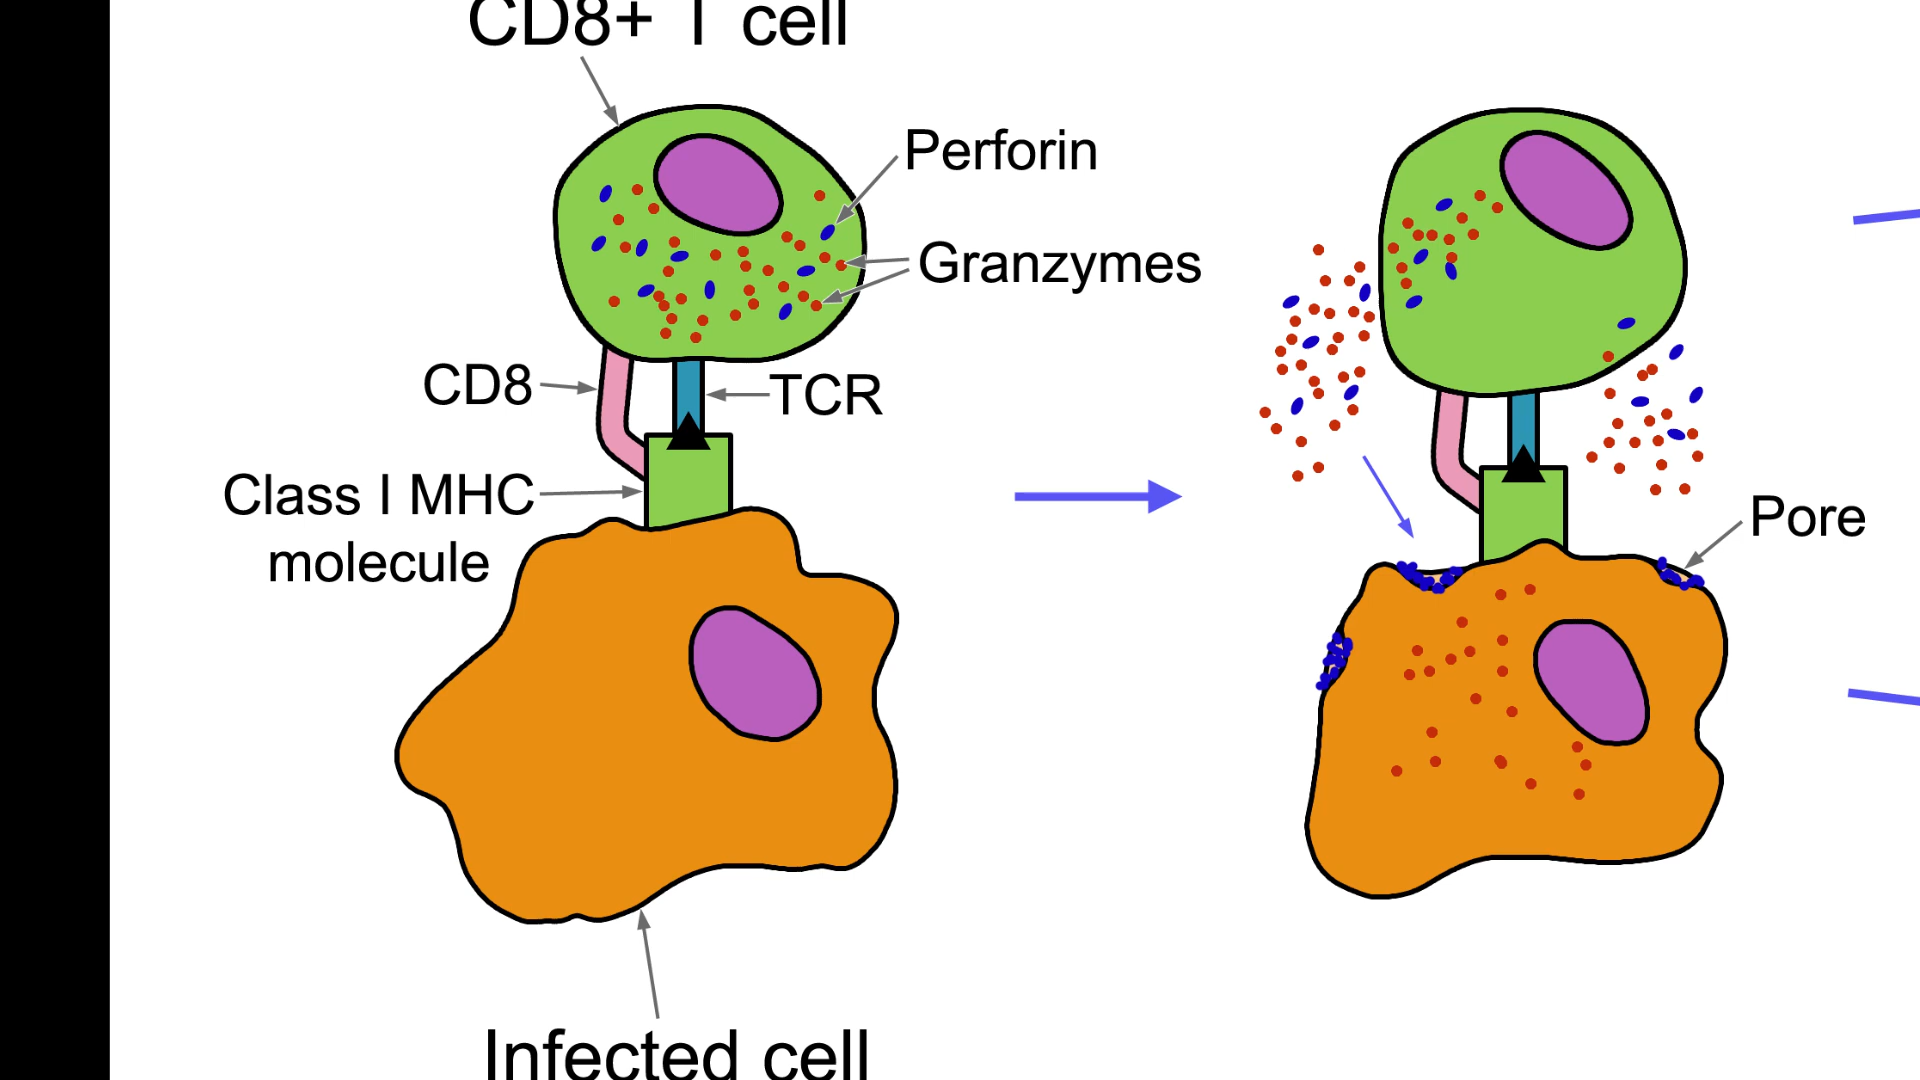 CD8+ T cell
Perforin
Granzymes
CD8
TCR
Class I MHC
molecule
Pore
Infected cell